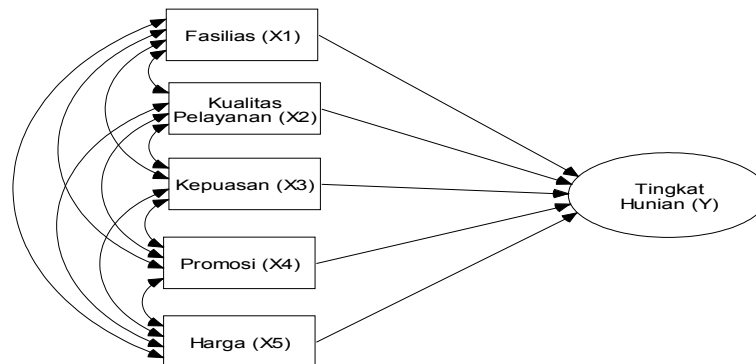 Fasilias (X1)
Kualitas
Pelayanan (X2)
Kepuasan (X3)
Tingkat
Hunian (Y)
Promosi (X4)
Harga (X5)